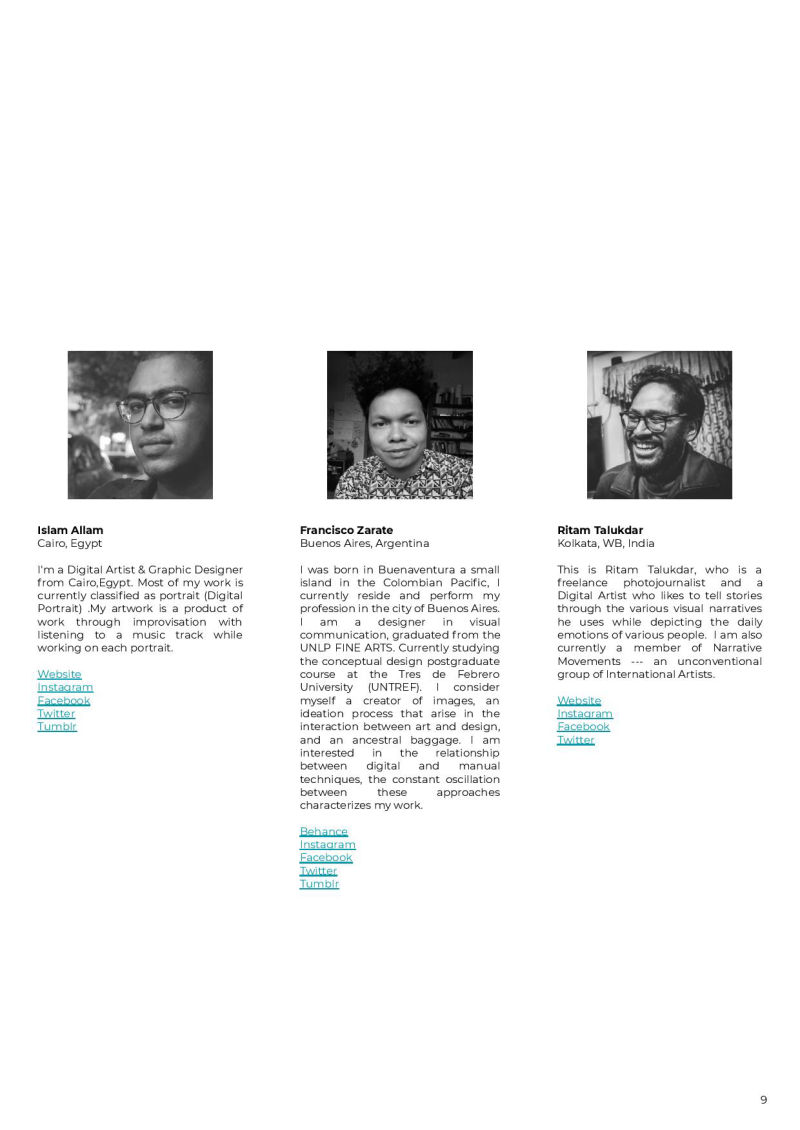 Islam Allam
Cairo, Egypt
I'm a Digital Artist & Graphic Designer
from Cairo,Egypt. Most of my work is
currently classified as portrait (Digital
Portrait) .My artwork is a product of
work through improvisation with
listening to a music track while
working on each portrait.
Website
Instagram
Facebook
Twitter
Tumblr
Francisco Zarate
Buenos Aires, Argentina
I was born in Buenaventura a small
island in the Colombian Pacific, I
currently reside and perform my
profession in the city of Buenos Aires.
I am a designer in visual
communication, graduated from the
UNLP FINE ARTS. Currently studying
the conceptual design postgraduate
course at the Tres de Febrero
University (UNTREF). I consider
myself a creator of images, an
ideation process that arise in the
interaction between art and design,
and an ancestral baggage. I am
interested in the relationship
between digital and manual
techniques, the constant oscillation
between these approaches
characterizes my work.
Behance
Instagram
Facebook
Twitter
Tumblr
Ritam Talukdar
Kolkata, WB, India
This is Ritam Talukdar, who is a
freelance photojournalist and a
Digital Artist who likes to tell stories
through the various visual narratives
he uses while depicting the daily
emotions of various people. I am also
currently a member of Narrative
Movements --- an unconventional
group of International Artists.
Website
Instagram
Facebook
Twitter
9